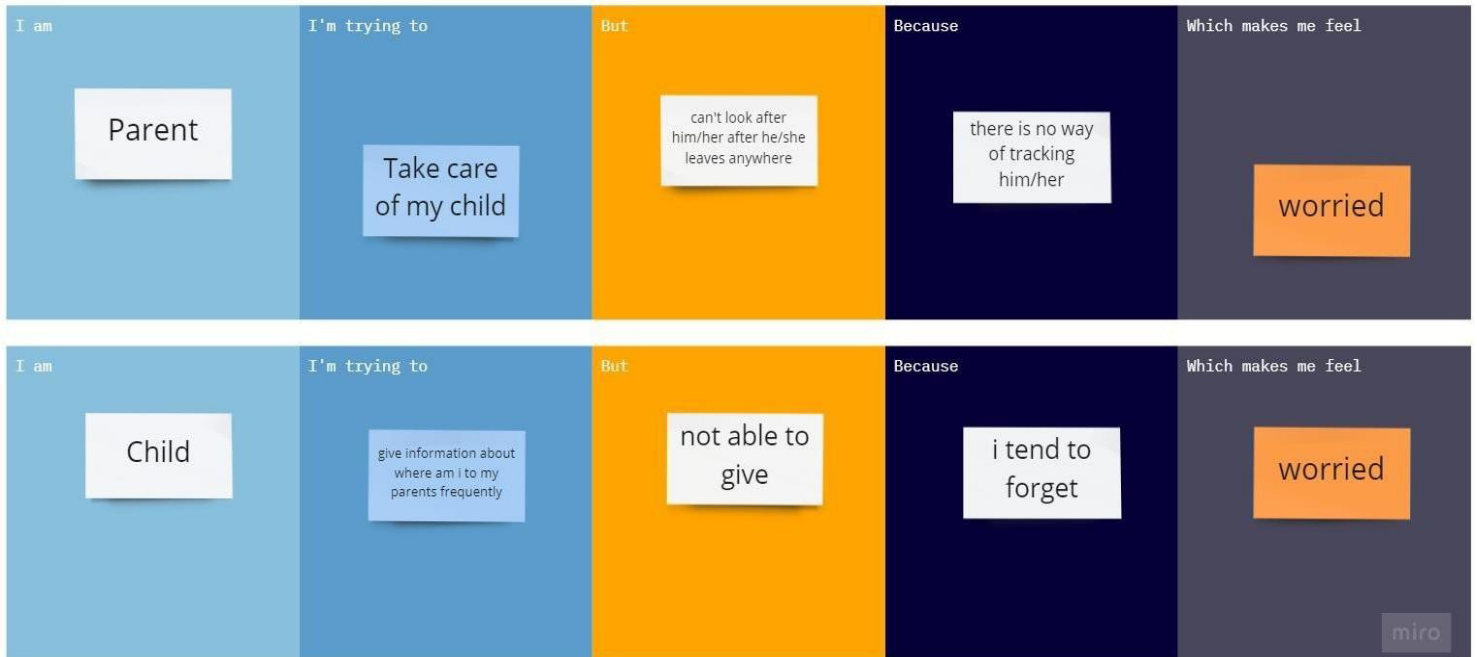 I am
I'm trying to
But
Because
Which makes me feel
Parent
Take care
of my child
can't look after
him/her after he/she
leaves anywhere
there is no way
of tracking
him/her
worried
I am
I'm trying to
But
Because
Which makes me feel
Child
give information about
where am i to my
parents frequently
not able to
give
i tend to
forget
worried
miro